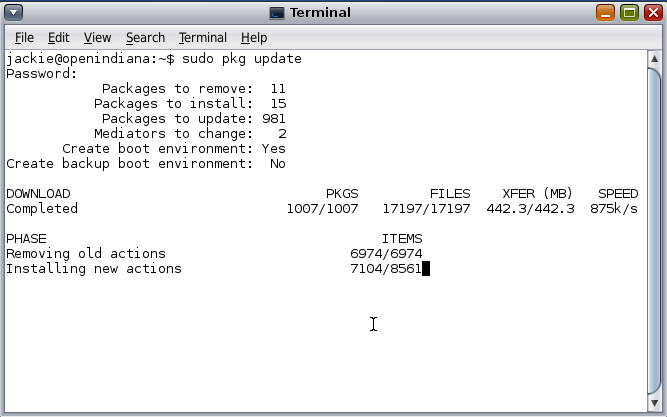 Terminal
File Edit View Search Terminal Help
jackie@openindiana:~$ sudo pkg update
Password:
Packages to remove: 11
Packages to install: 15
Packages to update: 981
Mediators to change: 2
Create boot environment: Yes
Create backup boot environment: No
DOWNLOAD PKGS FILES XFER (MB) SPEED
Completed 1007/1007 17197/17197 442.3/442.3 875k/s
PHASE ITEMS
Removing old actions 6974/6974
Installing new actions 7104/8561